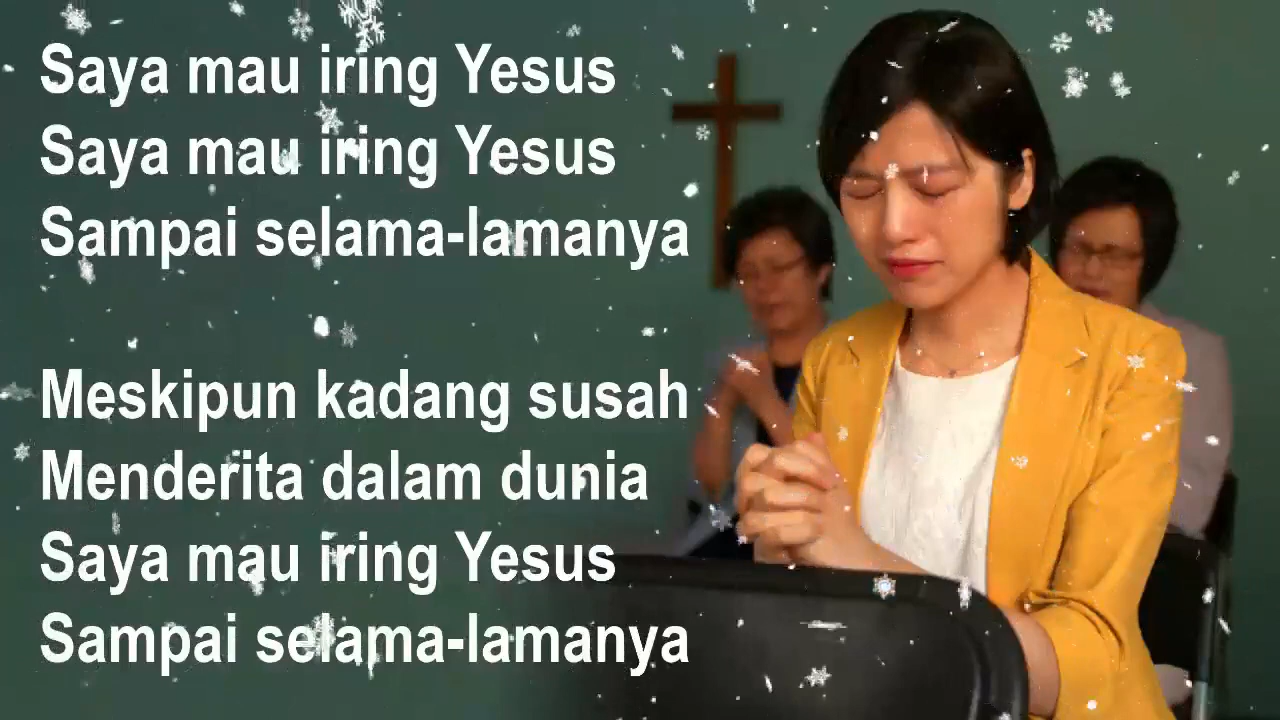 Saya mau iring Yesus
Saya mau iring Yesus
Sampai selama-lamanya
Meskipun kadang susah
Menderita dalam dunia
Saya mau iring Yesus
Sampai selama-lamanya